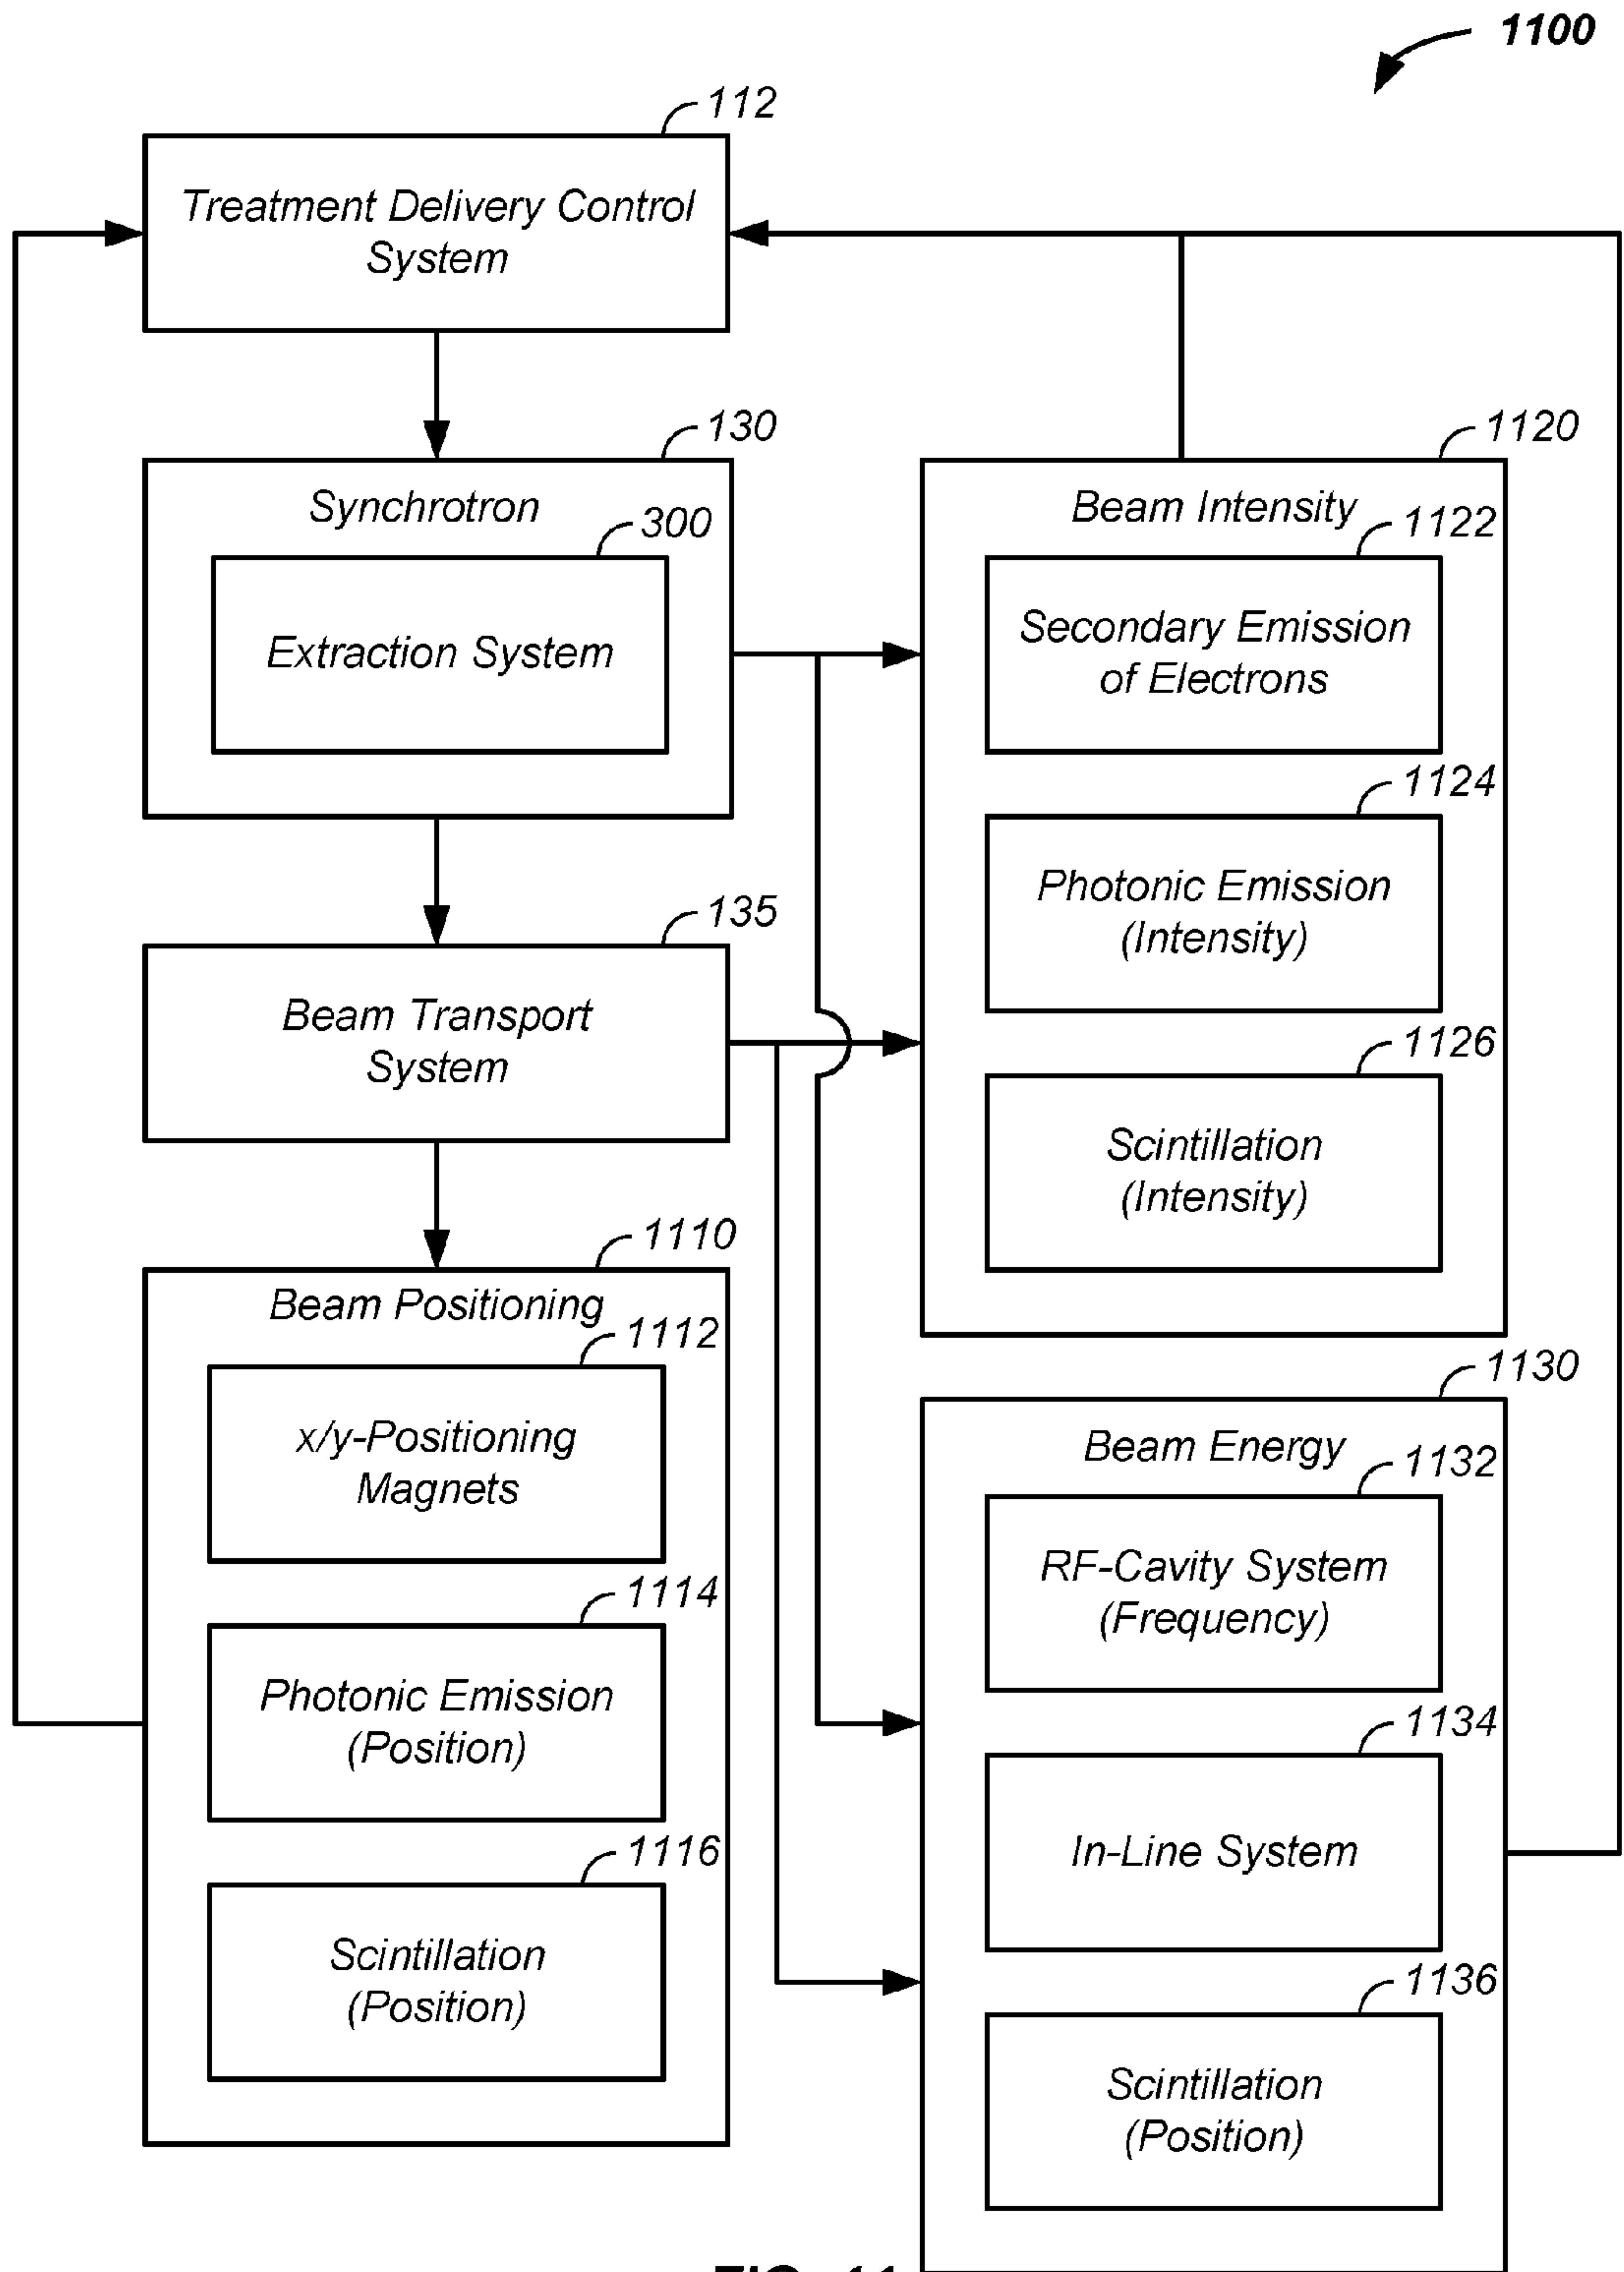 1100
112
Treatment Delivery Control
System
130
Synchrotron
300
Extraction System
135
Beam Transport
System
1110
Beam Positioning
1112
x/y-Positioning
Magnets
1114
Photonic Emission
(Position)
1116
Scintillation
(Position)
1120
Beam Intensity
1122
Secondary Emission
of Electrons
1124
Photonic Emission
(Intensity)
1126
Scintillation
(Intensity)
1130
Beam Energy
1132
RF-Cavity System
(Frequency)
1134
In-Line System
1136
Scintillation
(Position)